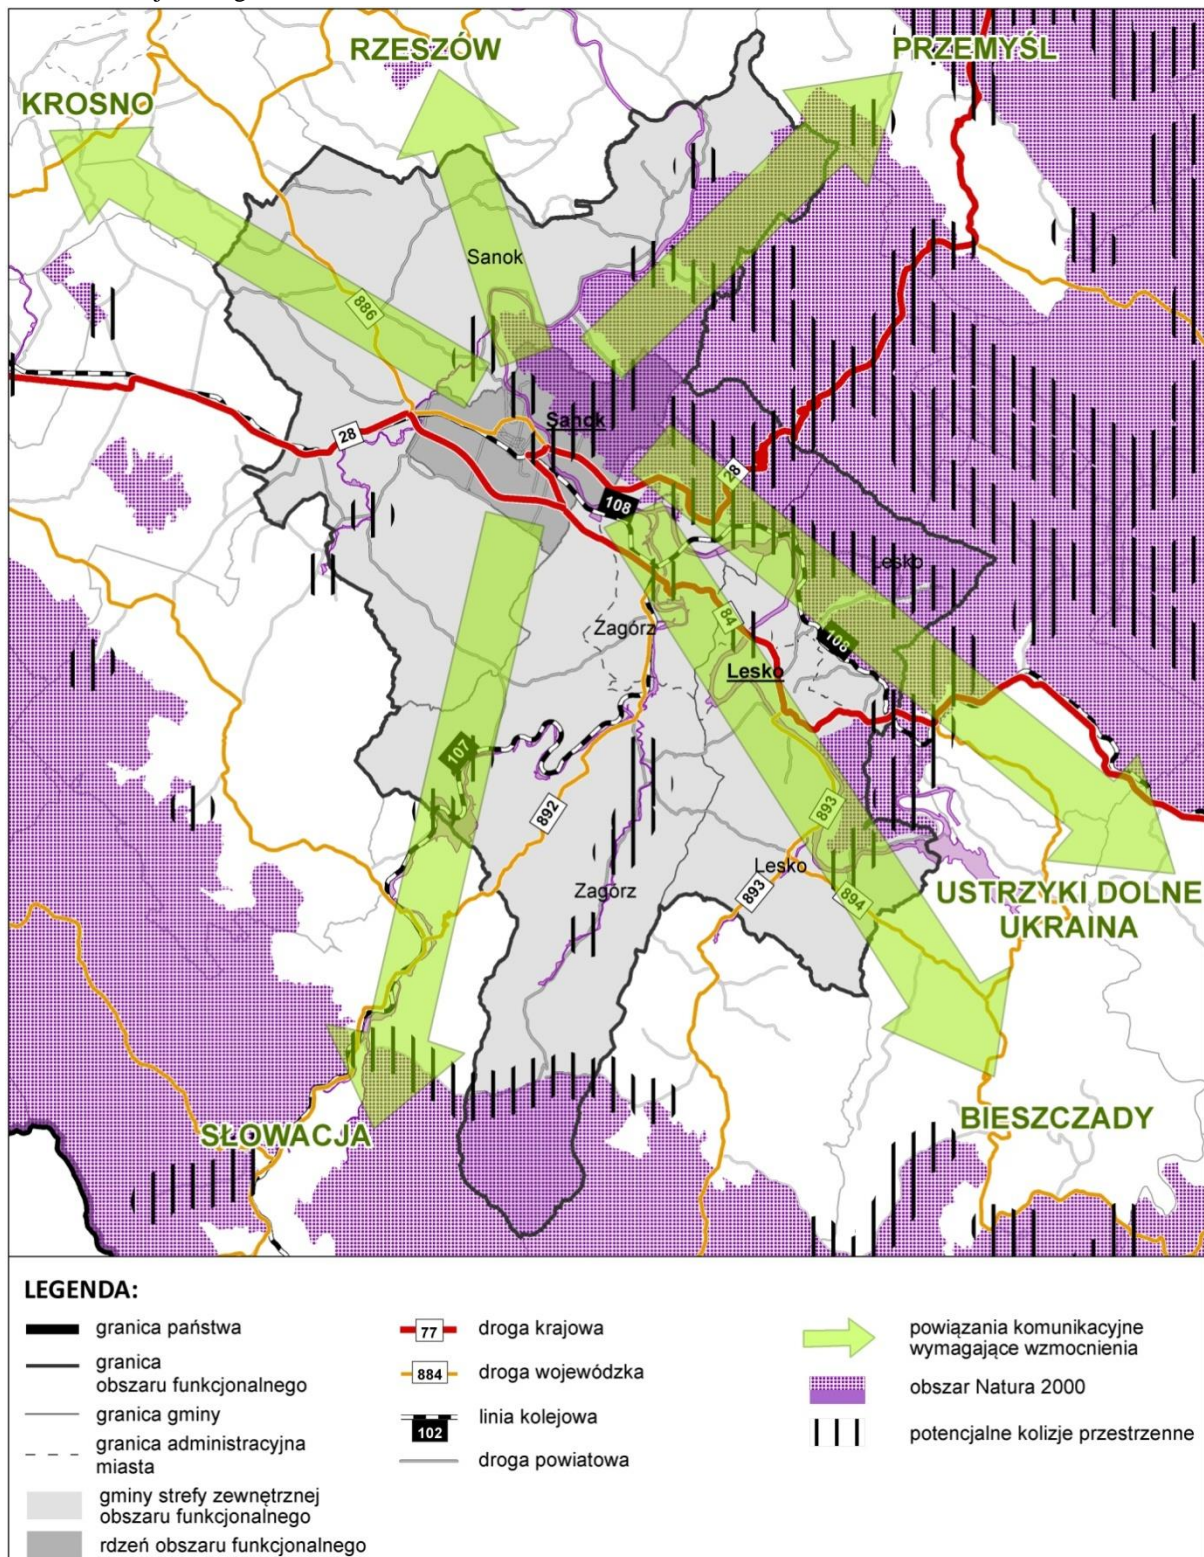 RZESZÓW
PRZEMYŚL
KROSNO
Sanok
886
28
Sanok
28
108
Lesko
84
108
Zagórz
Lesko
107
892
893
Lesko
Zagórz
893
894
USTRZYKI DOLNE
UKRAINA
BIESZCZADY
SŁOWACJA
LEGENDA:
granica państwa
granica
obszaru funkcjonalnego
granica gminy
granica administracyjna
miasta
gminy strefy zewnętrznej
obszaru funkcjonalnego
rdzeń obszaru funkcjonalnego
77 droga krajowa
884 droga wojewódzka
linia kolejowa
102
droga powiatowa
powiązania komunikacyjne
wymagające wzmocnienia
obszar Natura 2000
potencjalne kolizje przestrzenne